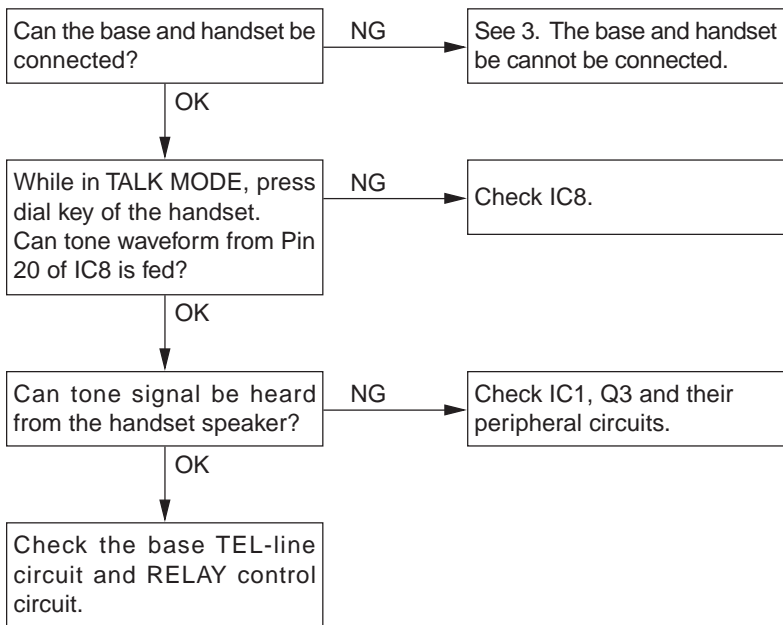 Can the base and handset be
connected?
NG
See 3. The base and handset
be cannot be connected.
OK
While in TALK MODE, press
dial key of the handset.
Can tone waveform from Pin
20 of IC8 is fed?
NG
Check IC8.
OK
Can tone signal be heard
from the handset speaker?
NG
Check IC1, Q3 and their
peripheral circuits.
OK
Check the base TEL-line
circuit and RELAY control
circuit.